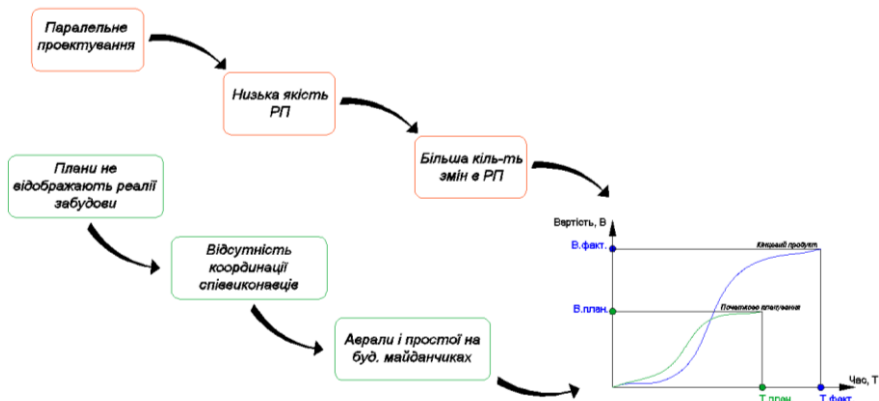 Паралельне
проектування
Низька якість
РП
Більша кіль-ть
змін в РП
Плани не
відображають реалії
забудови
Відсутність
координації
співвиконавців
Аврали і простої на
буд. майданчиках
Вартість, В
В.факт.
Кінцевий продукт
В.план.
Початкове планування
Час, Т
Т.план.
Т.факт.